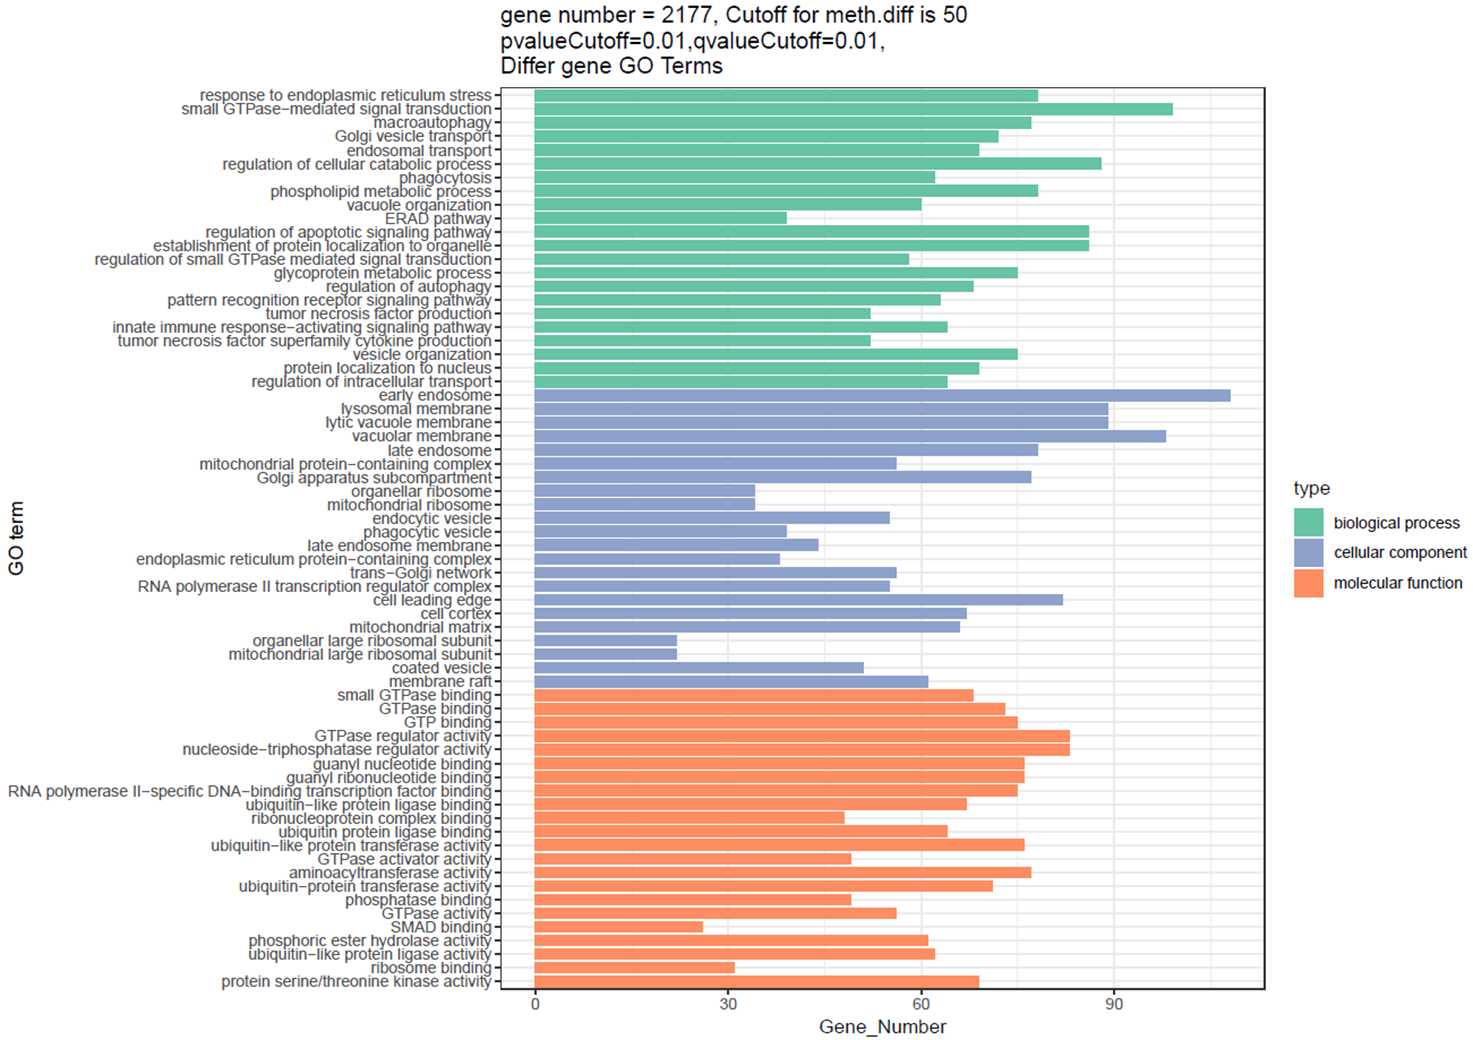 gene number = 2177, Cutoff for meth.diff is 50
pvalueCutoff=0.01,qvalueCutoff=0.01,
Differ gene GO Terms
response to endoplasmic reticulum stress
small GTPase−mediated signal transduction
macroautophagy
Golgi vesicle transport
endosomal transport
regulation of cellular catabolic process
phagocytosis
phospholipid metabolic process
vacuole organization
ERAD pathway
regulation of apoptotic signaling pathway
establishment of protein localization to organelle
regulation of small GTPase mediated signal transduction
glycoprotein metabolic process
regulation of autophagy
pattern recognition receptor signaling pathway
tumor necrosis factor production
innate immune response−activating signaling pathway
tumor necrosis factor superfamily cytokine production
vesicle organization
protein localization to nucleus
regulation of intracellular transport
early endosome
lysosomal membrane
lytic vacuole membrane
vacuolar membrane
late endosome
mitochondrial protein−containing complex
Golgi apparatus subcompartment
organellar ribosome
mitochondrial ribosome
endocytic vesicle
phagocytic vesicle
late endosome membrane
endoplasmic reticulum protein−containing complex
trans−Golgi network
RNA polymerase II transcription regulator complex
cell leading edge
cell cortex
mitochondrial matrix
organellar large ribosomal subunit
mitochondrial large ribosomal subunit
coated vesicle
membrane raft
small GTPase binding
GTPase binding
GTP binding
GTPase regulator activity
nucleoside−triphosphatase regulator activity
guanyl nucleotide binding
guanyl ribonucleotide binding
RNA polymerase II−specific DNA−binding transcription factor binding
ubiquitin−like protein ligase binding
ribonucleoprotein complex binding
ubiquitin protein ligase binding
ubiquitin−like protein transferase activity
GTPase activator activity
aminoacyltransferase activity
ubiquitin−protein transferase activity
phosphatase binding
GTPase activity
SMAD binding
phosphoric ester hydrolase activity
ubiquitin−like protein ligase activity
ribosome binding
protein serine/threonine kinase activity
GO term
0 30 60 90
Gene_Number
type
biological process
cellular component
molecular function